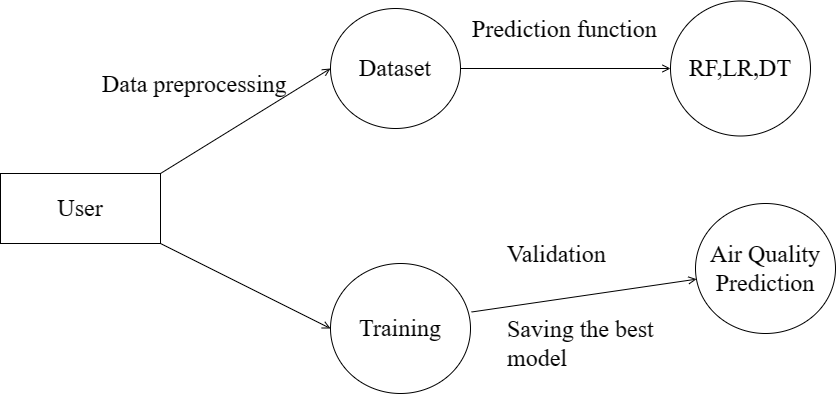 Prediction function
Dataset
RF,LR,DT
Data preprocessing
User
Validation
Air Quality
Prediction
Training
Saving the best
model